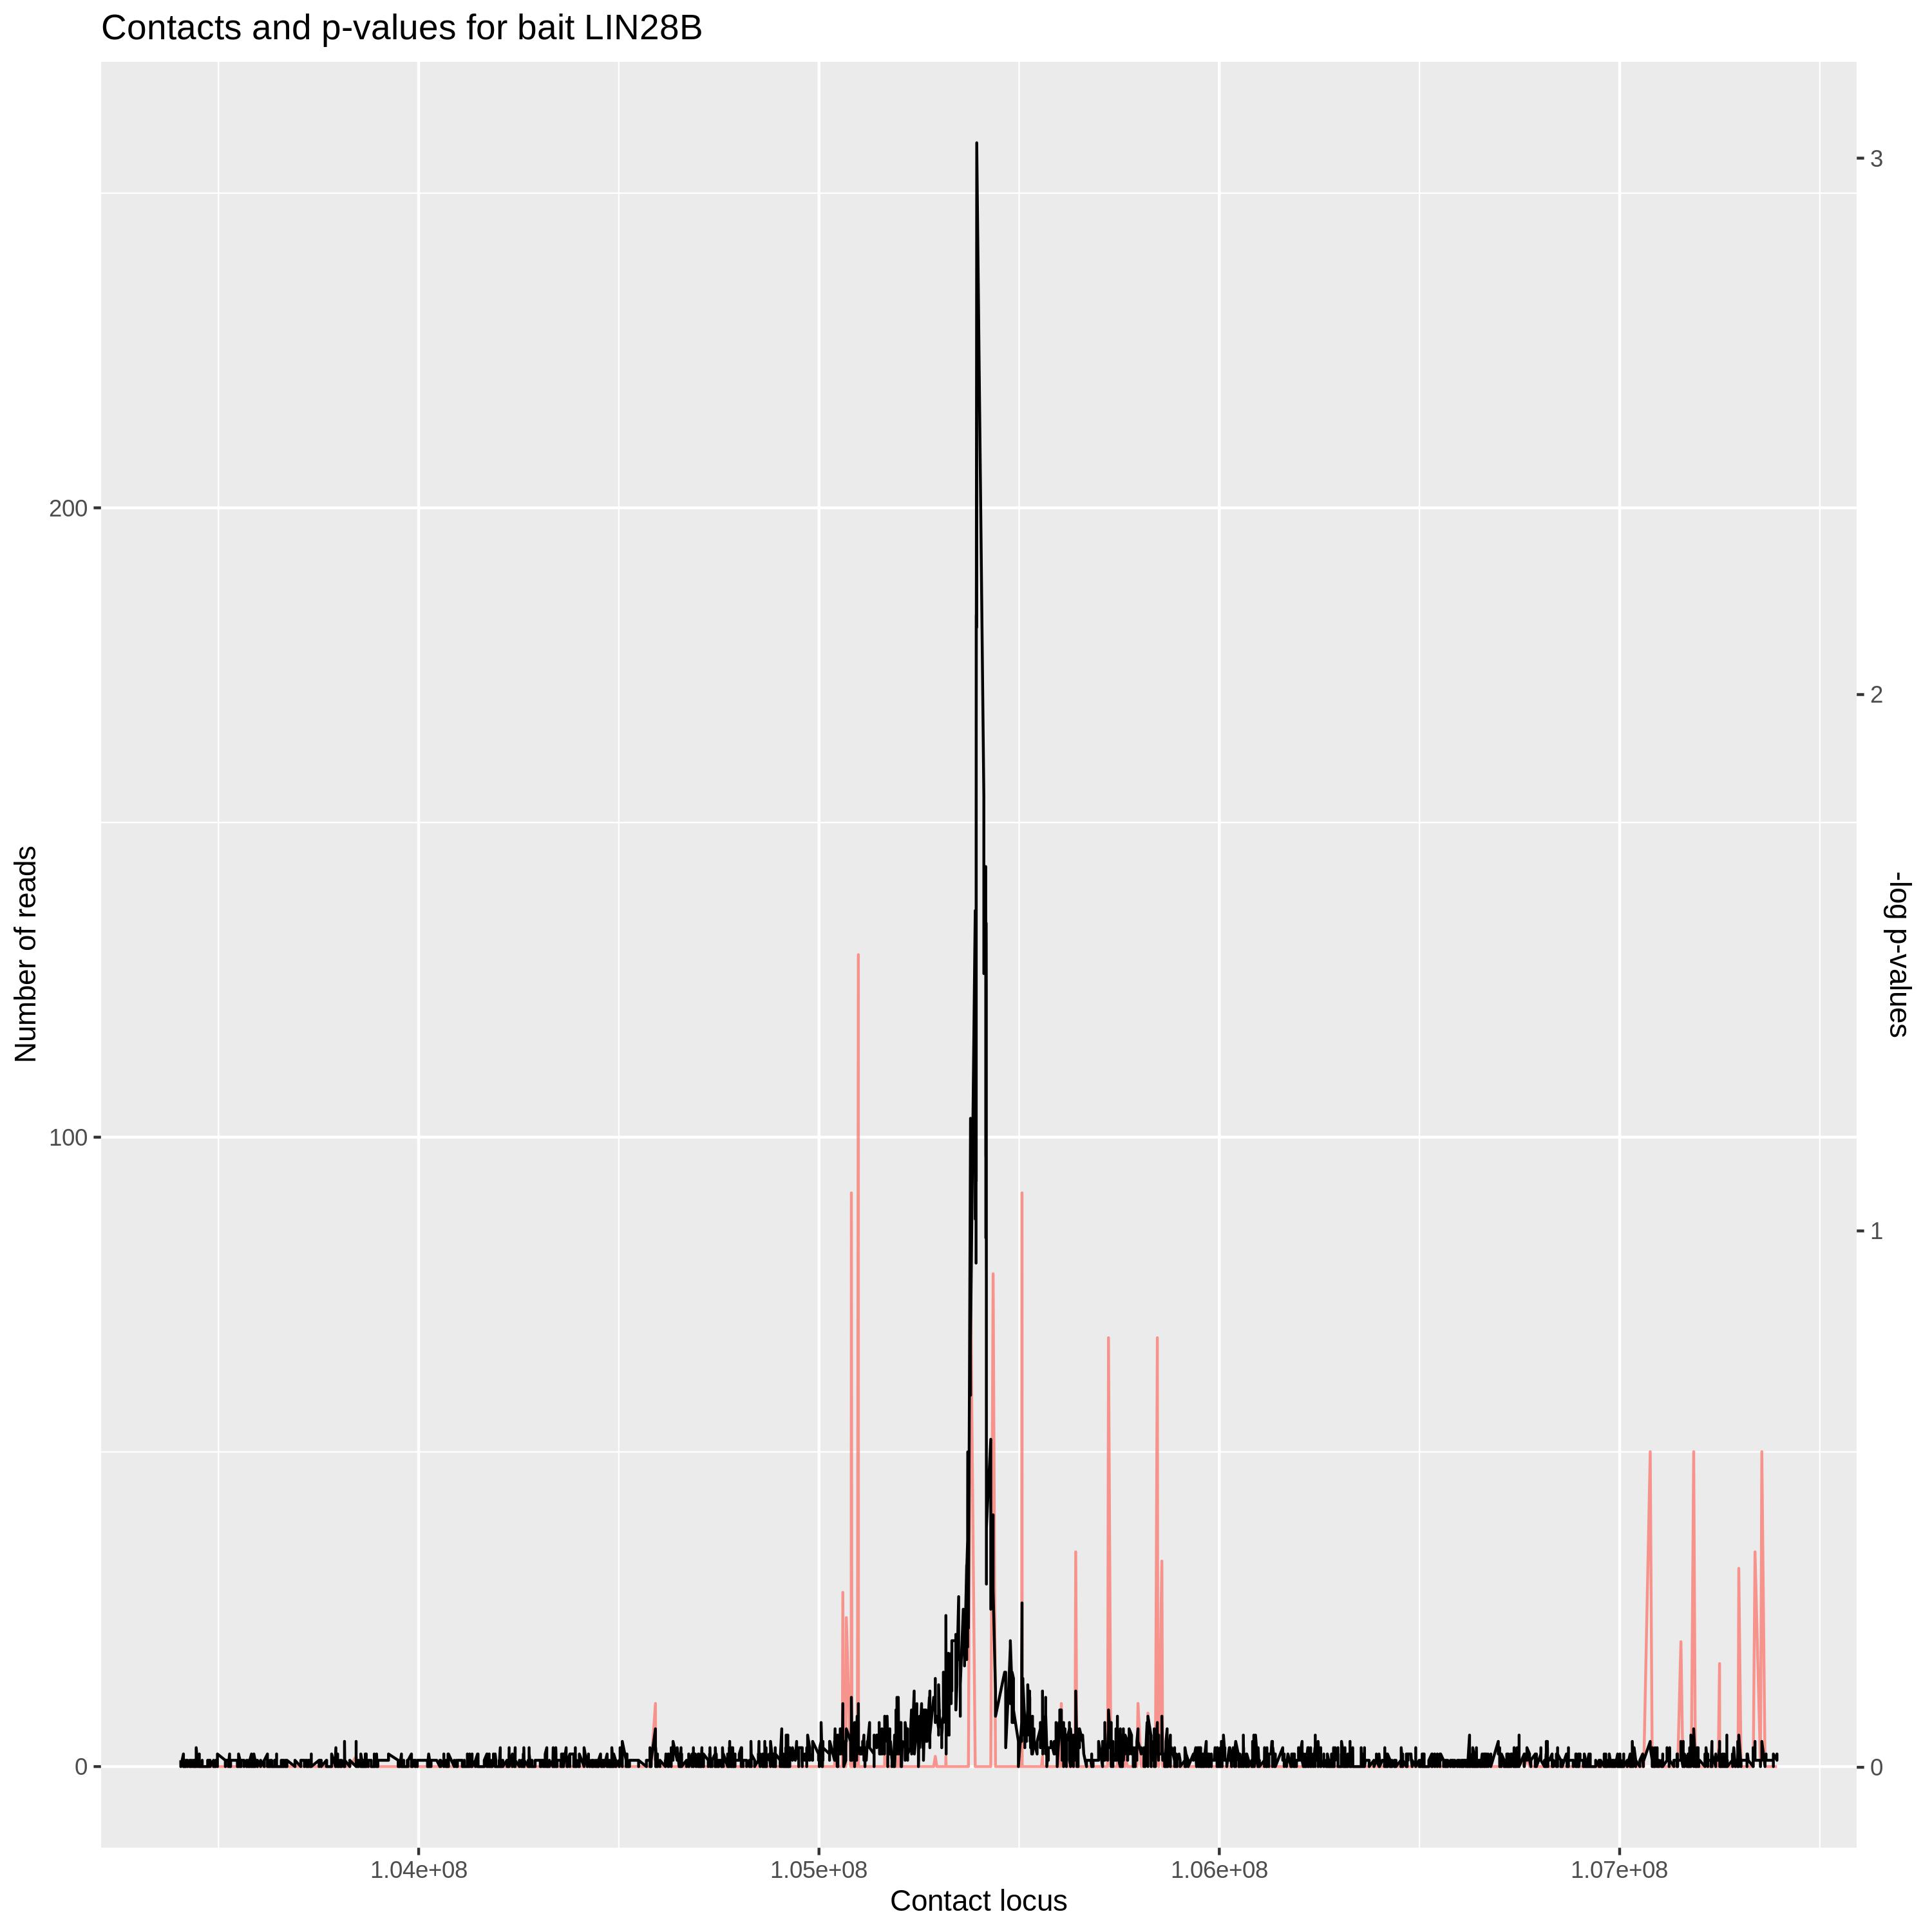 Contacts and p-values for bait LIN28B
Number of reads
200
100
0
3
2
1
0
-log p-values
1.04e+08
1.05e+08
1.06e+08
1.07e+08
Contact locus